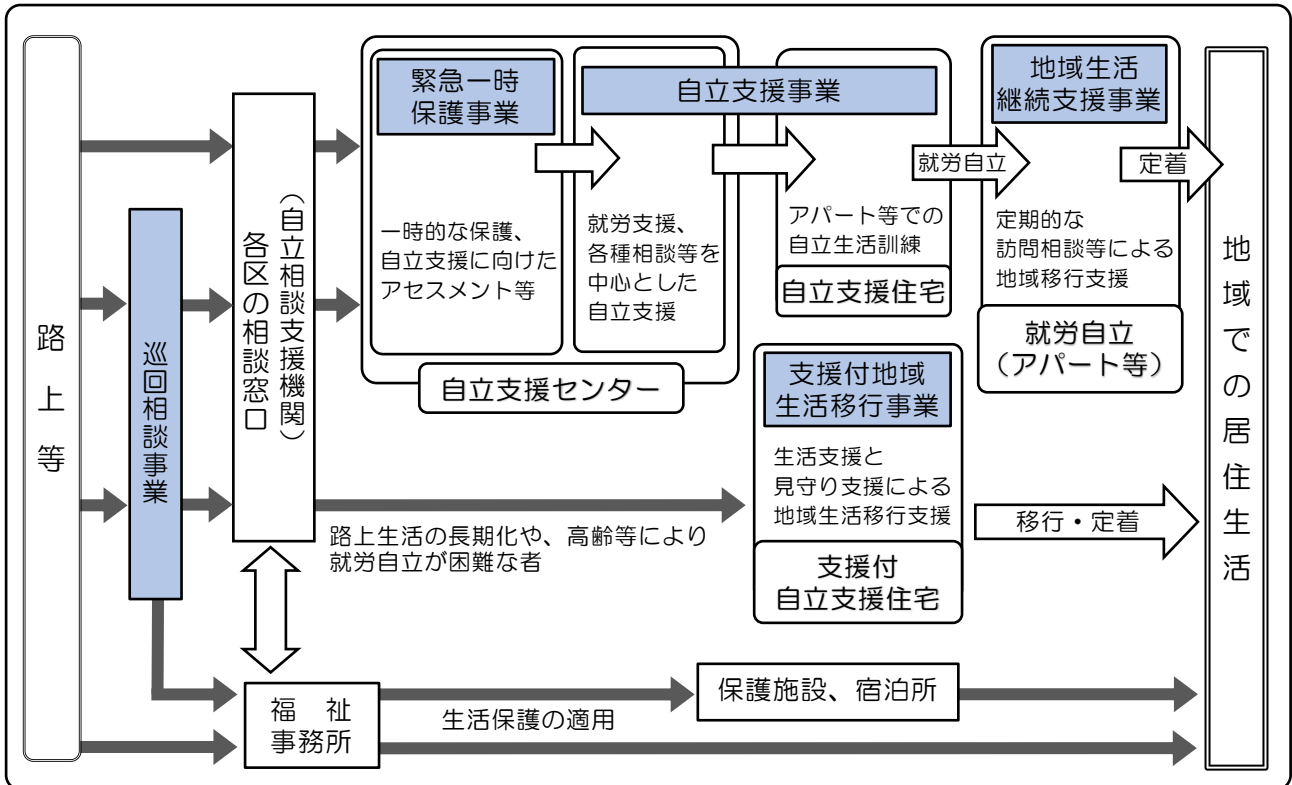 路上等
巡回相談事業
各区の相談窓口
（自立相談支援機関）
緊急一時
保護事業
一時的な保護、
自立支援に向けた
アセスメント等
自立支援事業
就労支援、
各種相談等を
中心とした
自立支援
自立支援センター
アパート等での
自立生活訓練
自立支援住宅
就労自立
地域生活
継続支援事業
定期的な
訪問相談等による
地域移行支援
就労自立
（アパート等）
定着
路上生活の長期化や、高齢等により
就労自立が困難な者
支援付地域
生活移行事業
生活支援と
見守り支援による
地域生活移行支援
支援付
自立支援住宅
移行・定着
福　祉
事務所
生活保護の適用
保護施設、宿泊所
地域での居住生活